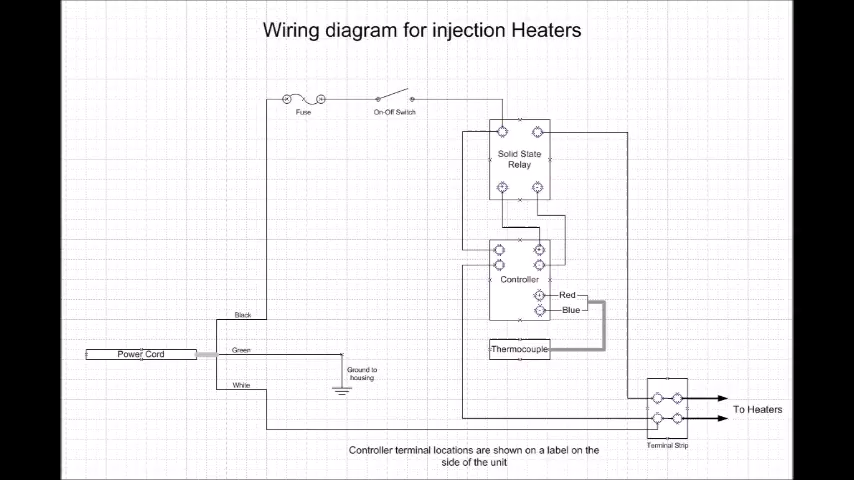 Wiring diagram for injection Heaters
Fuse
On-Off Switch
Solid State
Relay
Controller
Red
Blue
Thermocouple
Black
Green
White
Power Cord
Ground to
housing
To Heaters
Terminal Strip
Controller terminal locations are shown on a label on the
side of the unit